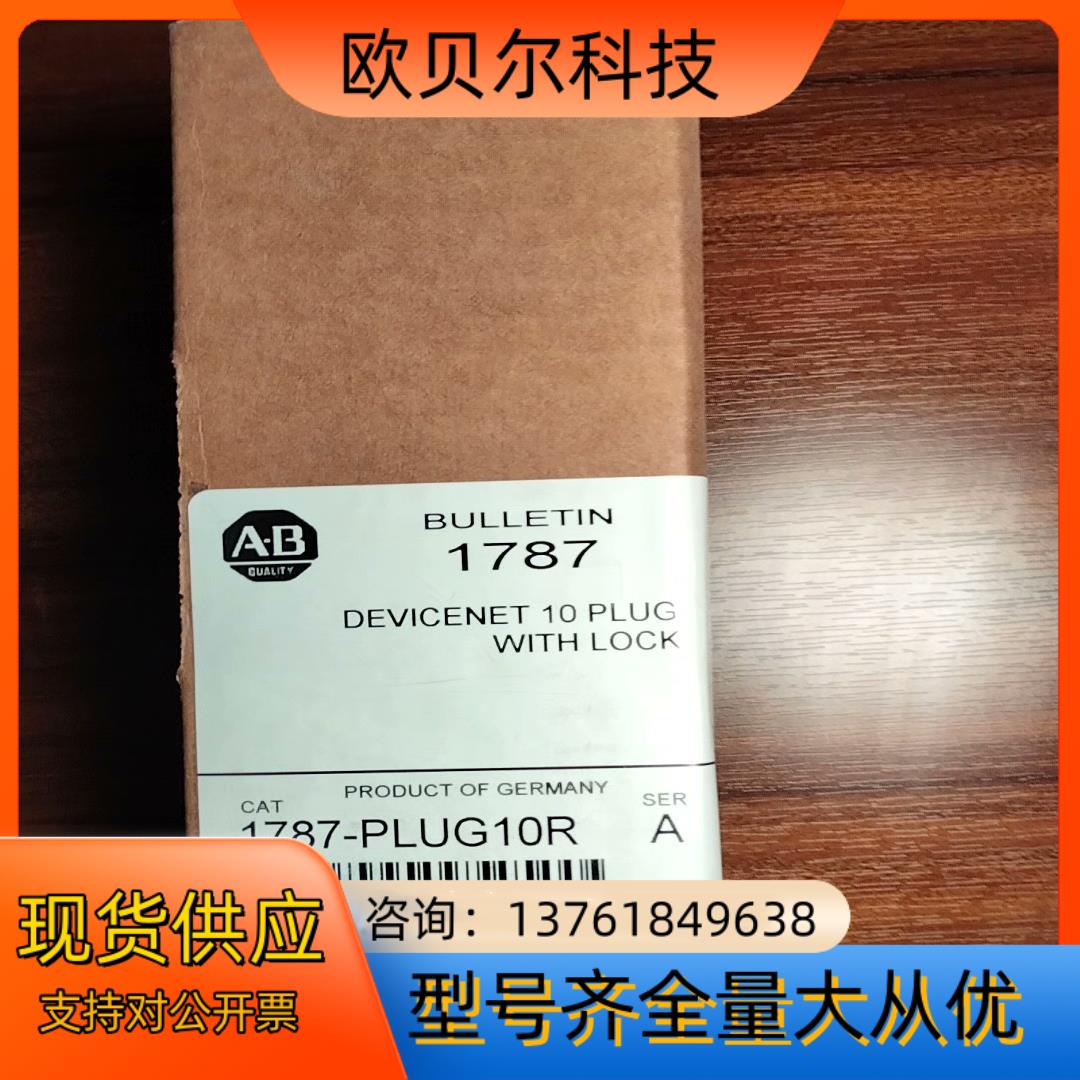 欧贝尔科技
A·B
QUALITY
BULLETIN
1787
DEVICENET 10 PLUG
WITH LOCK
PRODUCT OF GERMANY
CAT
SER
1787-PLUG10R
A
现货供应
支持对公开票
咨询：13761849638
型号齐全量大从优